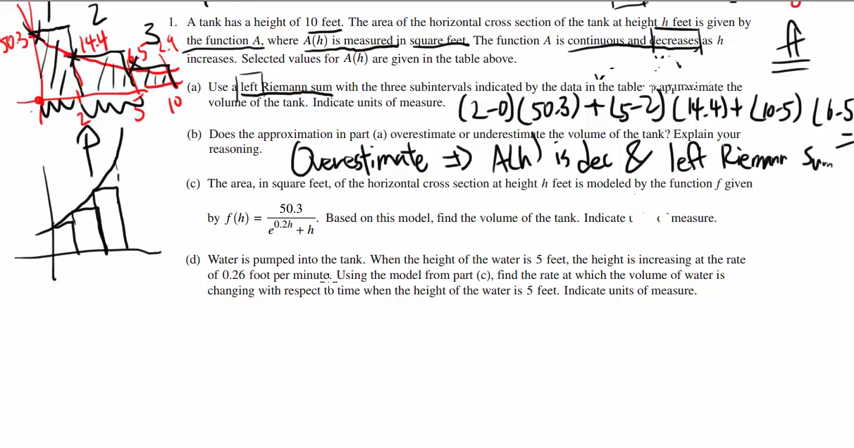 2
3
50.3
14.4
6.5
2.9
2
5
10
1. A tank has a height of 10 feet. The area of the horizontal cross section of the tank at height h feet is given by
the function A, where A(h) is measured in square feet. The function A is continuous and decreases as h
increases. Selected values for A(h) are given in the table above.
(a) Use a left Riemann sum with the three subintervals indicated by the data in the table to approximate the
volume of the tank. Indicate units of measure.
(2-0)(50.3) + (5-2)(14.4) + (10-5)(6.5
=
(b) Does the approximation in part (a) overestimate or underestimate the volume of the tank? Explain your
reasoning.
Overestimate => A(h) is dec & left Riemann Sum
(c) The area, in square feet, of the horizontal cross section at height h feet is modeled by the function f given
by f(h) = 50.3 / (e^0.2h + h). Based on this model, find the volume of the tank. Indicate measure.
(d) Water is pumped into the tank. When the height of the water is 5 feet, the height is increasing at the rate
of 0.26 foot per minute. Using the model from part (c), find the rate at which the volume of water is
changing with respect to time when the height of the water is 5 feet. Indicate units of measure.